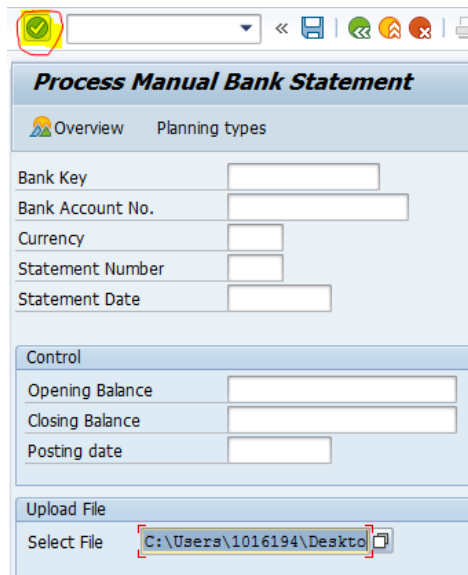 Process Manual Bank Statement
Overview Planning types
Bank Key
Bank Account No.
Currency
Statement Number
Statement Date
Control
Opening Balance
Closing Balance
Posting date
Upload File
Select File C:\Users\1016194\Deskto